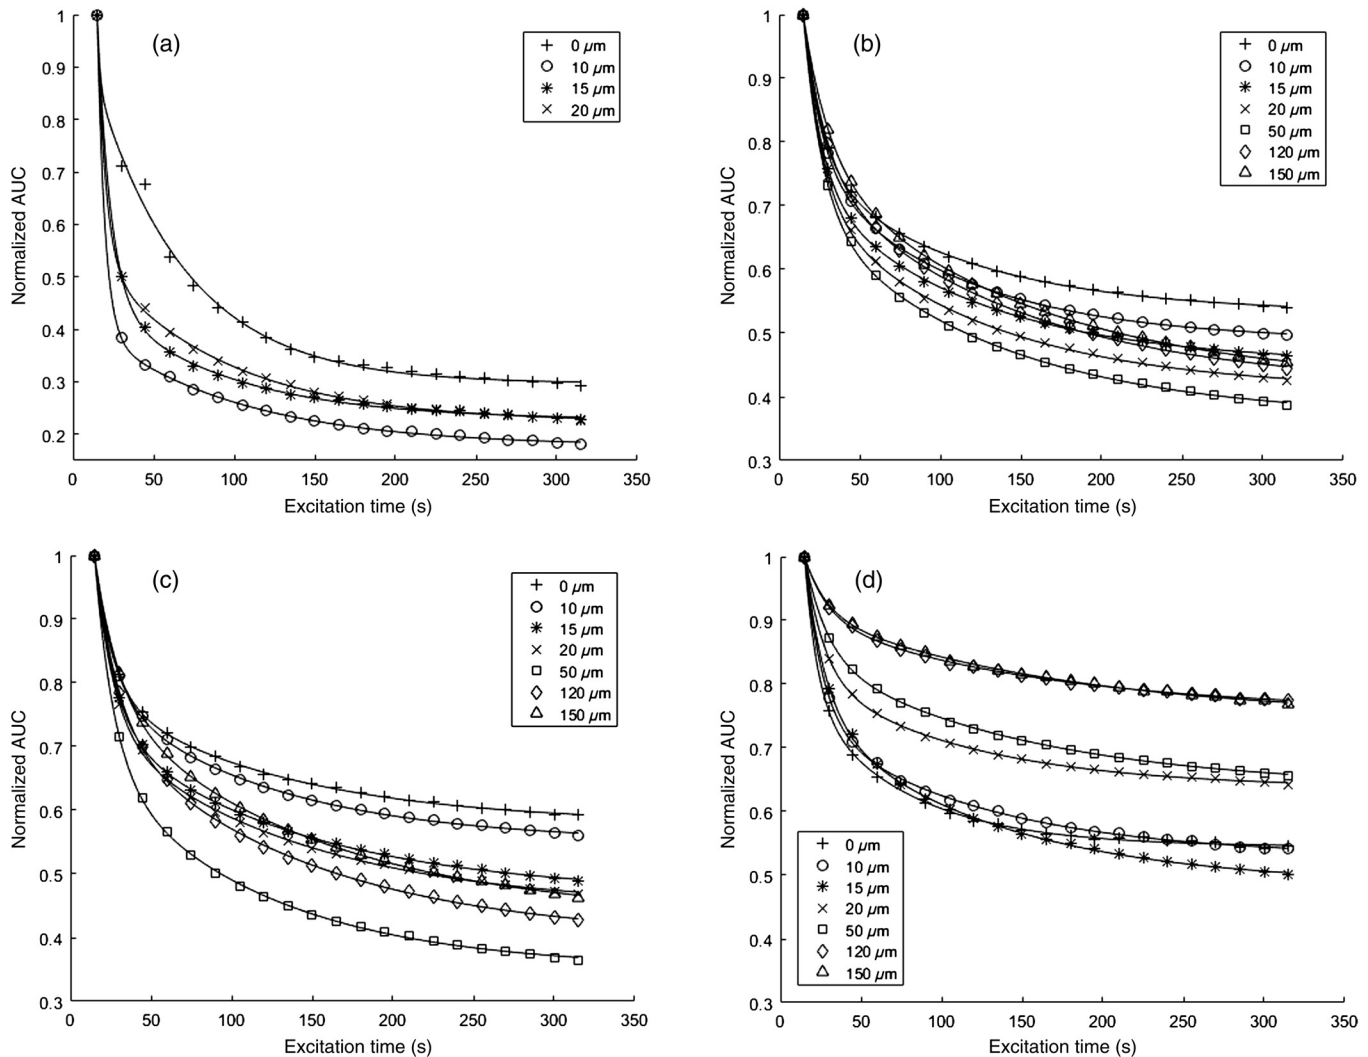 (a)
0 µm
10 µm
15 µm
20 µm
1
0.9
0.8
0.7
0.6
0.5
0.4
0.3
0.2
Normalized AUC
0 50 100 150 200 250 300 350
Excitation time (s)
(b)
0 µm
10 µm
15 µm
20 µm
50 µm
120 µm
150 µm
1
0.9
0.8
0.7
0.6
0.5
0.4
0.3
Normalized AUC
0 50 100 150 200 250 300 350
Excitation time (s)
(c)
0 µm
10 µm
15 µm
20 µm
50 µm
120 µm
150 µm
1
0.9
0.8
0.7
0.6
0.5
0.4
0.3
Normalized AUC
0 50 100 150 200 250 300 350
Excitation time (s)
(d)
1
0.9
0.8
0.7
0.6
0.5
0.4
0.3
Normalized AUC
0 µm
10 µm
15 µm
20 µm
50 µm
120 µm
150 µm
0 50 100 150 200 250 300 350
Excitation time (s)